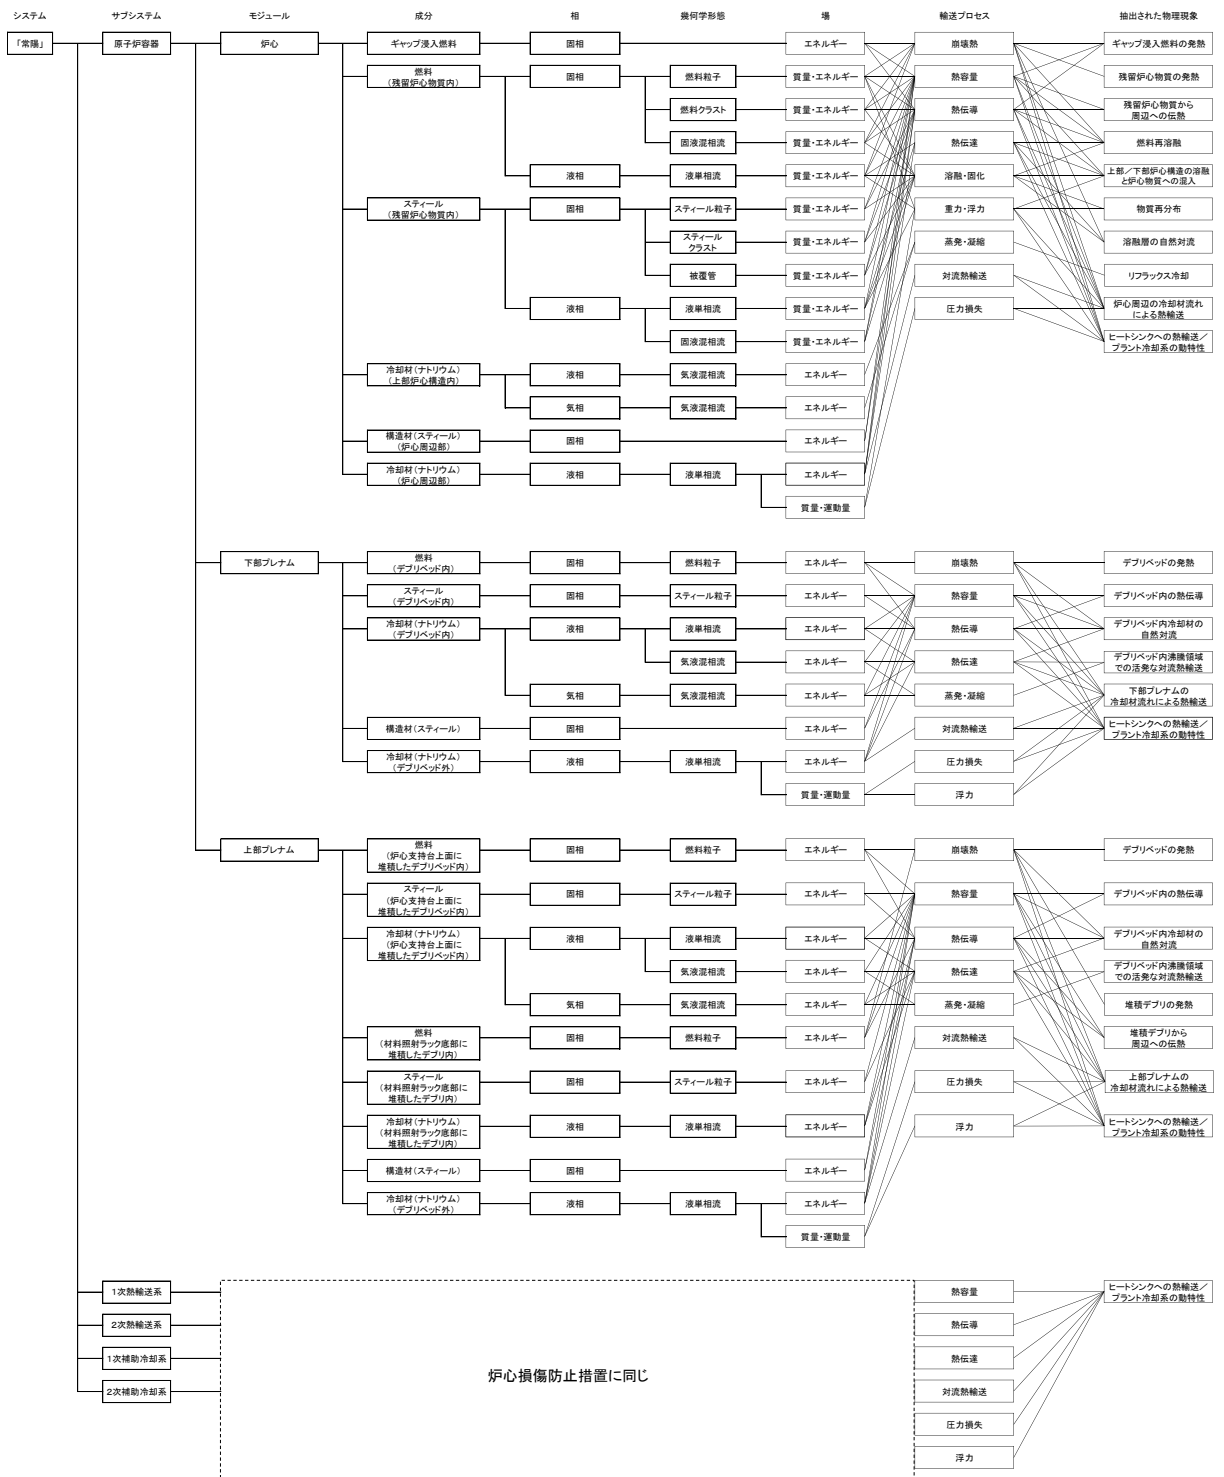 システム
サブシステム
モジュール
成分
相
幾何学形態
場
輸送プロセス
抽出された物理現象
「常陽」
原子炉容器
炉心
ギャップ浸入燃料
固相
エネルギー
崩壊熱
ギャップ浸入燃料の発熱
燃料
(残留炉心物質内)
固相
燃料粒子
質量・エネルギー
熱容量
残留炉心物質の発熱
燃料クラスト
質量・エネルギー
熱伝導
残留炉心物質から
周辺への伝熱
固液混相流
質量・エネルギー
熱伝達
燃料再溶融
液相
液単相流
質量・エネルギー
溶融・固化
上部/下部炉心構造の溶融
と炉心物質への混入
スティール
(残留炉心物質内)
固相
スティール粒子
質量・エネルギー
重力・浮力
物質再分布
スティール
クラスト
質量・エネルギー
蒸発・凝縮
溶融層の自然対流
被覆管
質量・エネルギー
対流熱輸送
リフラックス冷却
液相
液単相流
質量・エネルギー
圧力損失
炉心周辺の冷却材流れ
による熱輸送
固液混相流
質量・エネルギー
ヒートシンクへの熱輸送/
プラント冷却系の動特性
冷却材(ナトリウム)
(上部炉心構造内)
液相
気液混相流
エネルギー
気相
気液混相流
エネルギー
構造材(スティール)
(炉心周辺部)
固相
エネルギー
冷却材(ナトリウム)
(炉心周辺部)
液相
液単相流
エネルギー
質量・運動量
下部プレナム
燃料
(デブリベッド内)
固相
燃料粒子
エネルギー
崩壊熱
デブリベッドの発熱
スティール
(デブリベッド内)
固相
スティール粒子
エネルギー
熱容量
デブリベッド内の熱伝導
冷却材(ナトリウム)
(デブリベッド内)
液相
液単相流
エネルギー
熱伝導
デブリベッド内冷却材の
自然対流
気液混相流
エネルギー
熱伝達
デブリベッド内沸騰領域
での活発な対流熱輸送
気相
気液混相流
エネルギー
蒸発・凝縮
下部プレナムの
冷却材流れによる熱輸送
構造材(スティール)
固相
エネルギー
対流熱輸送
ヒートシンクへの熱輸送/
プラント冷却系の動特性
冷却材(ナトリウム)
(デブリベッド外)
液相
液単相流
エネルギー
圧力損失
質量・運動量
浮力
上部プレナム
燃料
(炉心支持台上面に
堆積したデブリベッド内)
固相
燃料粒子
エネルギー
崩壊熱
デブリベッドの発熱
スティール
(炉心支持台上面に
堆積したデブリベッド内)
固相
スティール粒子
エネルギー
熱容量
デブリベッド内の熱伝導
冷却材(ナトリウム)
(炉心支持台上面に
堆積したデブリベッド内)
液相
液単相流
エネルギー
熱伝導
デブリベッド内冷却材の
自然対流
気液混相流
エネルギー
熱伝達
デブリベッド内沸騰領域
での活発な対流熱輸送
気相
気液混相流
エネルギー
蒸発・凝縮
堆積デブリの発熱
燃料
(材料照射ラック底部に
堆積したデブリ内)
固相
燃料粒子
エネルギー
対流熱輸送
堆積デブリから
周辺への伝熱
スティール
(材料照射ラック底部に
堆積したデブリ内)
固相
スティール粒子
エネルギー
圧力損失
上部プレナムの
冷却材流れによる熱輸送
冷却材(ナトリウム)
(材料照射ラック底部に
堆積したデブリ内)
液相
液単相流
エネルギー
浮力
ヒートシンクへの熱輸送/
プラント冷却系の動特性
構造材(スティール)
固相
エネルギー
冷却材(ナトリウム)
(デブリベッド外)
液相
液単相流
エネルギー
質量・運動量
1次熱輸送系
熱容量
ヒートシンクへの熱輸送/
プラント冷却系の動特性
2次熱輸送系
熱伝導
1次補助冷却系
熱伝達
炉心損傷防止措置に同じ
2次補助冷却系
対流熱輸送
圧力損失
浮力